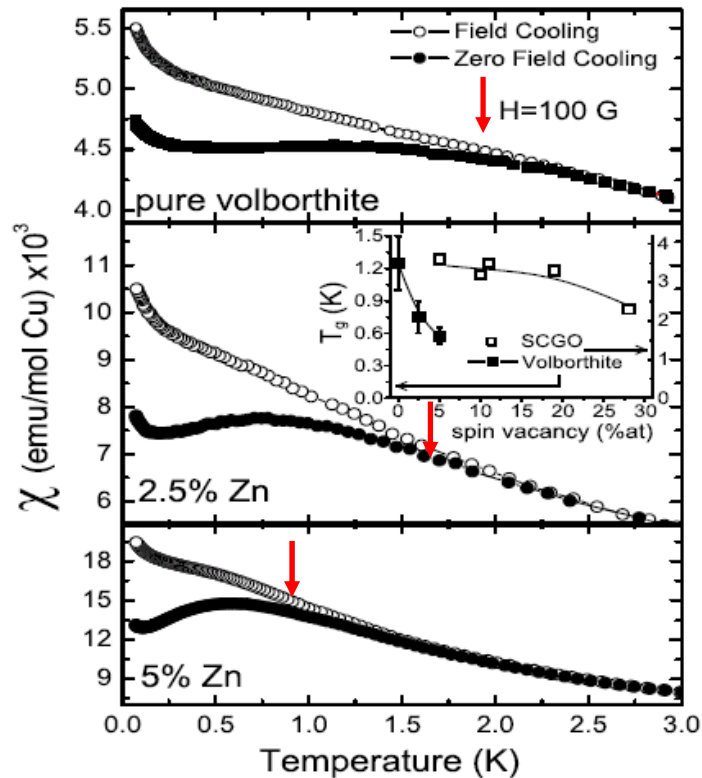 Field Cooling
Zero Field Cooling
H=100 G
5.5
5.0
4.5
4.0
pure volborthite
χ (emu/mol Cu) x10³
11
10
9
8
7
6
2.5% Zn
1.5
1.2
0.9
0.6
0.3
0.0
T_g (K)
SCGO
Volborthite
4
3
2
1
0
0 5 10 15 20 25 30
spin vacancy (%at)
18
15
12
9
5% Zn
0.0 0.5 1.0 1.5 2.0 2.5 3.0
Temperature (K)